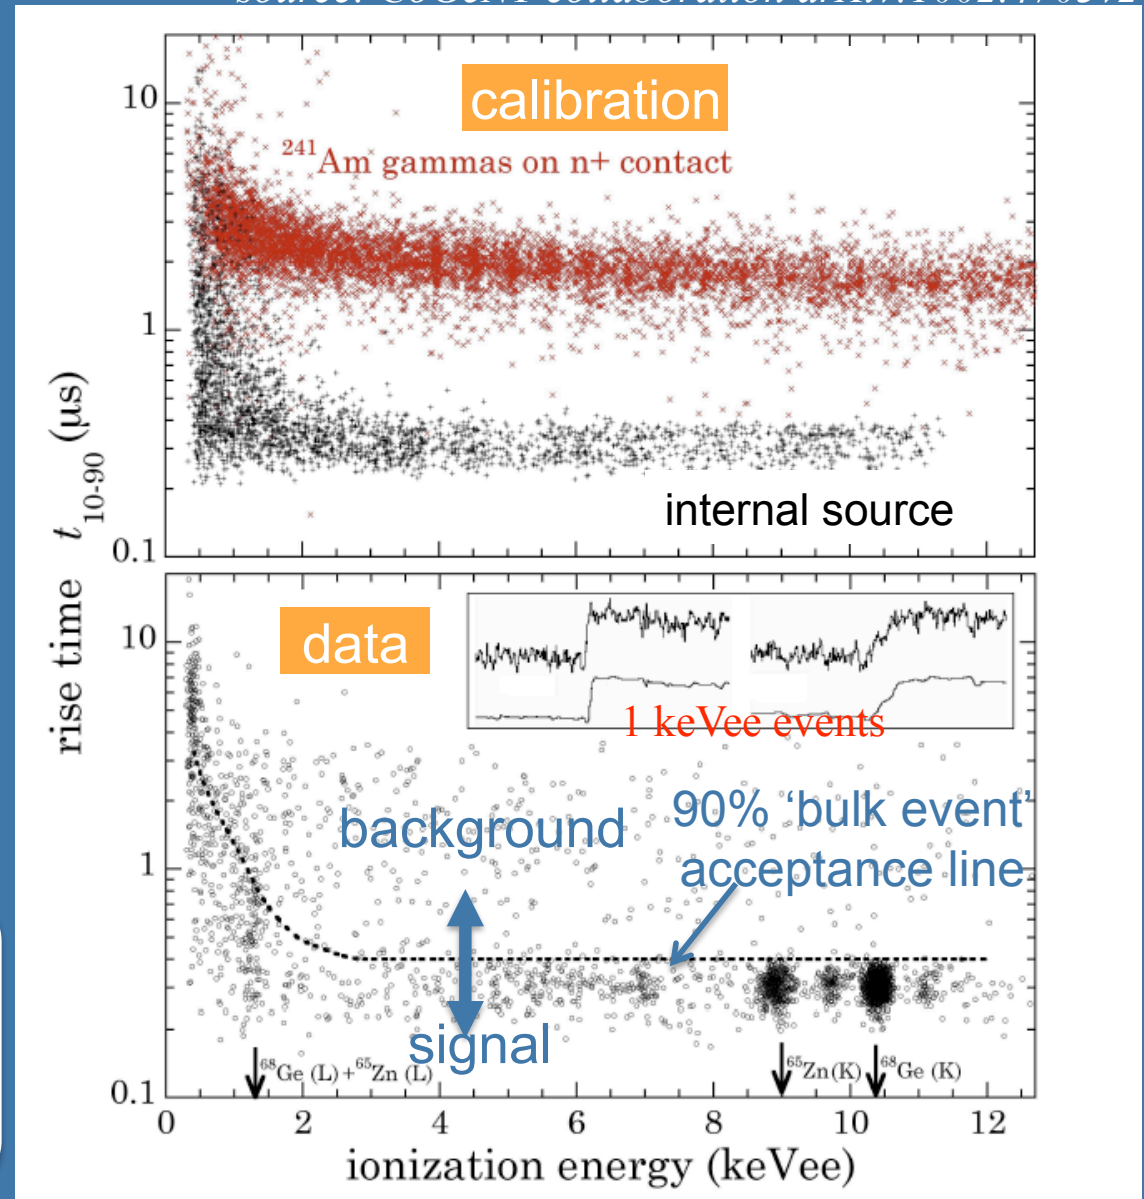 calibration
10
²⁴¹Am gammas on n+ contact
1
internal source
0.1
rise time t₁₀₋₉₀ (µs)
data
10
1 keVee events
background
90% ‘bulk event’
acceptance line
1
signal
⁶⁸Ge (L) + ⁶⁵Zn (L)
⁶⁵Zn(K)
⁶⁸Ge (K)
0.1
0 2 4 6 8 10 12
ionization energy (keVee)